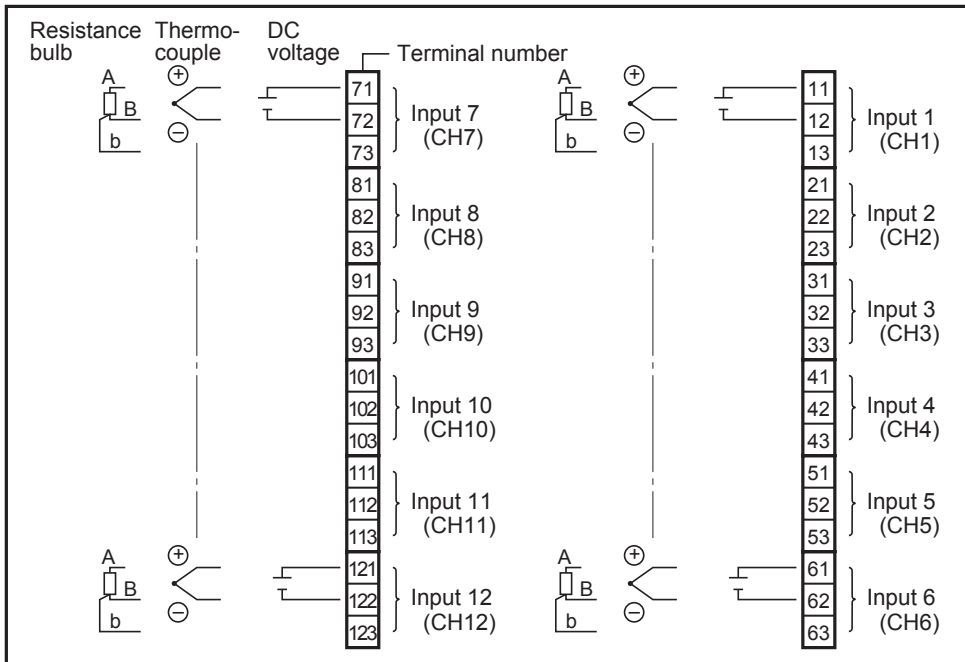 Resistance bulb
Thermo-couple
DC voltage
Terminal number
A
B
b
⊕
⊖
71
72
73
Input 7
(CH7)
81
82
83
Input 8
(CH8)
91
92
93
Input 9
(CH9)
101
102
103
Input 10
(CH10)
111
112
113
Input 11
(CH11)
A
B
b
⊕
⊖
121
122
123
Input 12
(CH12)
A
B
b
⊕
⊖
11
12
13
Input 1
(CH1)
21
22
23
Input 2
(CH2)
31
32
33
Input 3
(CH3)
41
42
43
Input 4
(CH4)
51
52
53
Input 5
(CH5)
A
B
b
⊕
⊖
61
62
63
Input 6
(CH6)